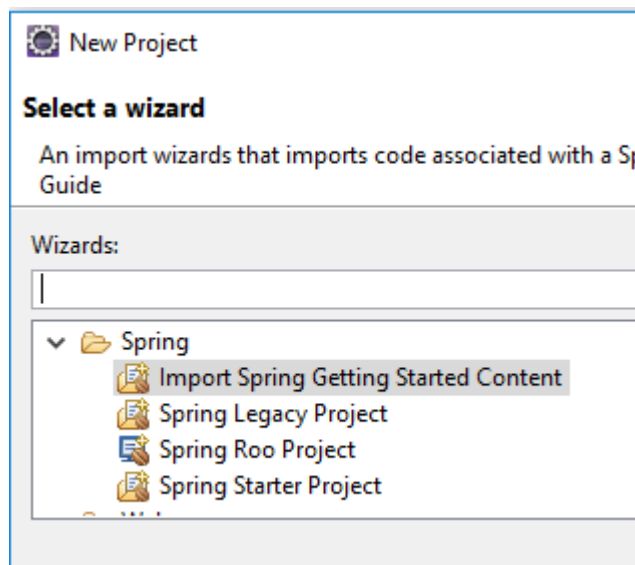 New Project
Select a wizard
An import wizards that imports code associated with a Sp
Guide
Wizards:
Spring
Import Spring Getting Started Content
Spring Legacy Project
Spring Roo Project
Spring Starter Project